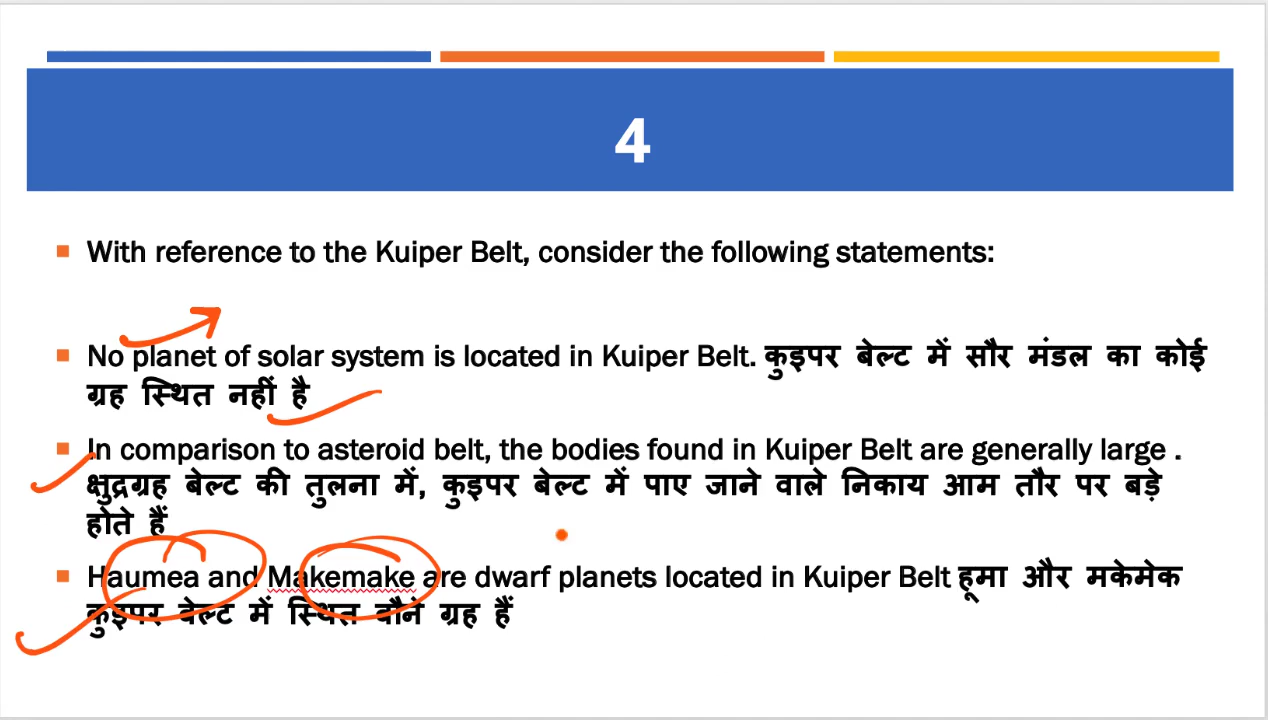 4
With reference to the Kuiper Belt, consider the following statements:
No planet of solar system is located in Kuiper Belt. कुइपर बेल्ट में सौर मंडल का कोई
ग्रह स्थित नहीं है
In comparison to asteroid belt, the bodies found in Kuiper Belt are generally large .
क्षुद्रग्रह बेल्ट की तुलना में, कुइपर बेल्ट में पाए जाने वाले निकाय आम तौर पर बड़े
होते हैं
Haumea and Makemake are dwarf planets located in Kuiper Belt हूमा और मकेमेक
कुइपर बेल्ट में स्थित बौने ग्रह हैं